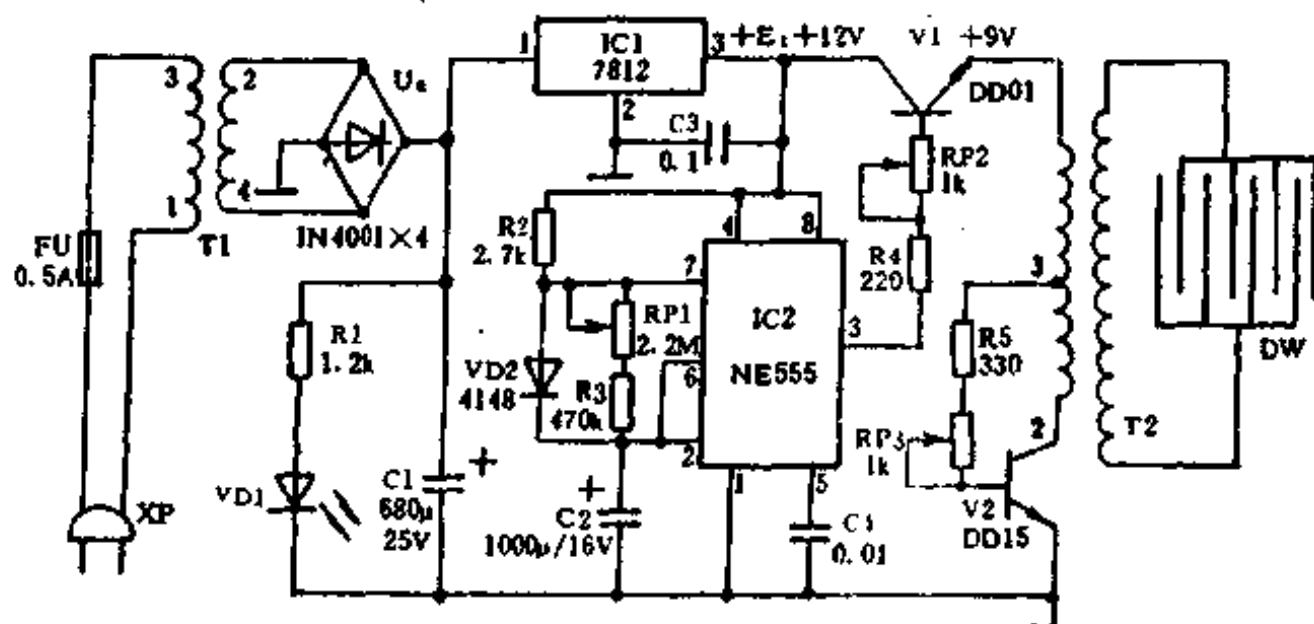 1
IC1
7812
3
+E₁+12V
V1 +9V
2
DD01
3
2
1
4
T1
IN4001×4
C3
0.1
RP2
1k
FU
0.5A
R2
2.7k
4
8
R4
220
3
7
RP1
2.2M
IC2
NE555
3
R1
1.2k
VD2
4148
6
R3
470k
R5
330
DW
2
2
T2
RP3
1k
XP
VD1
C1
680μ
25V
+
+
C2
1000μ/16V
1
5
0.01
V2
DD15